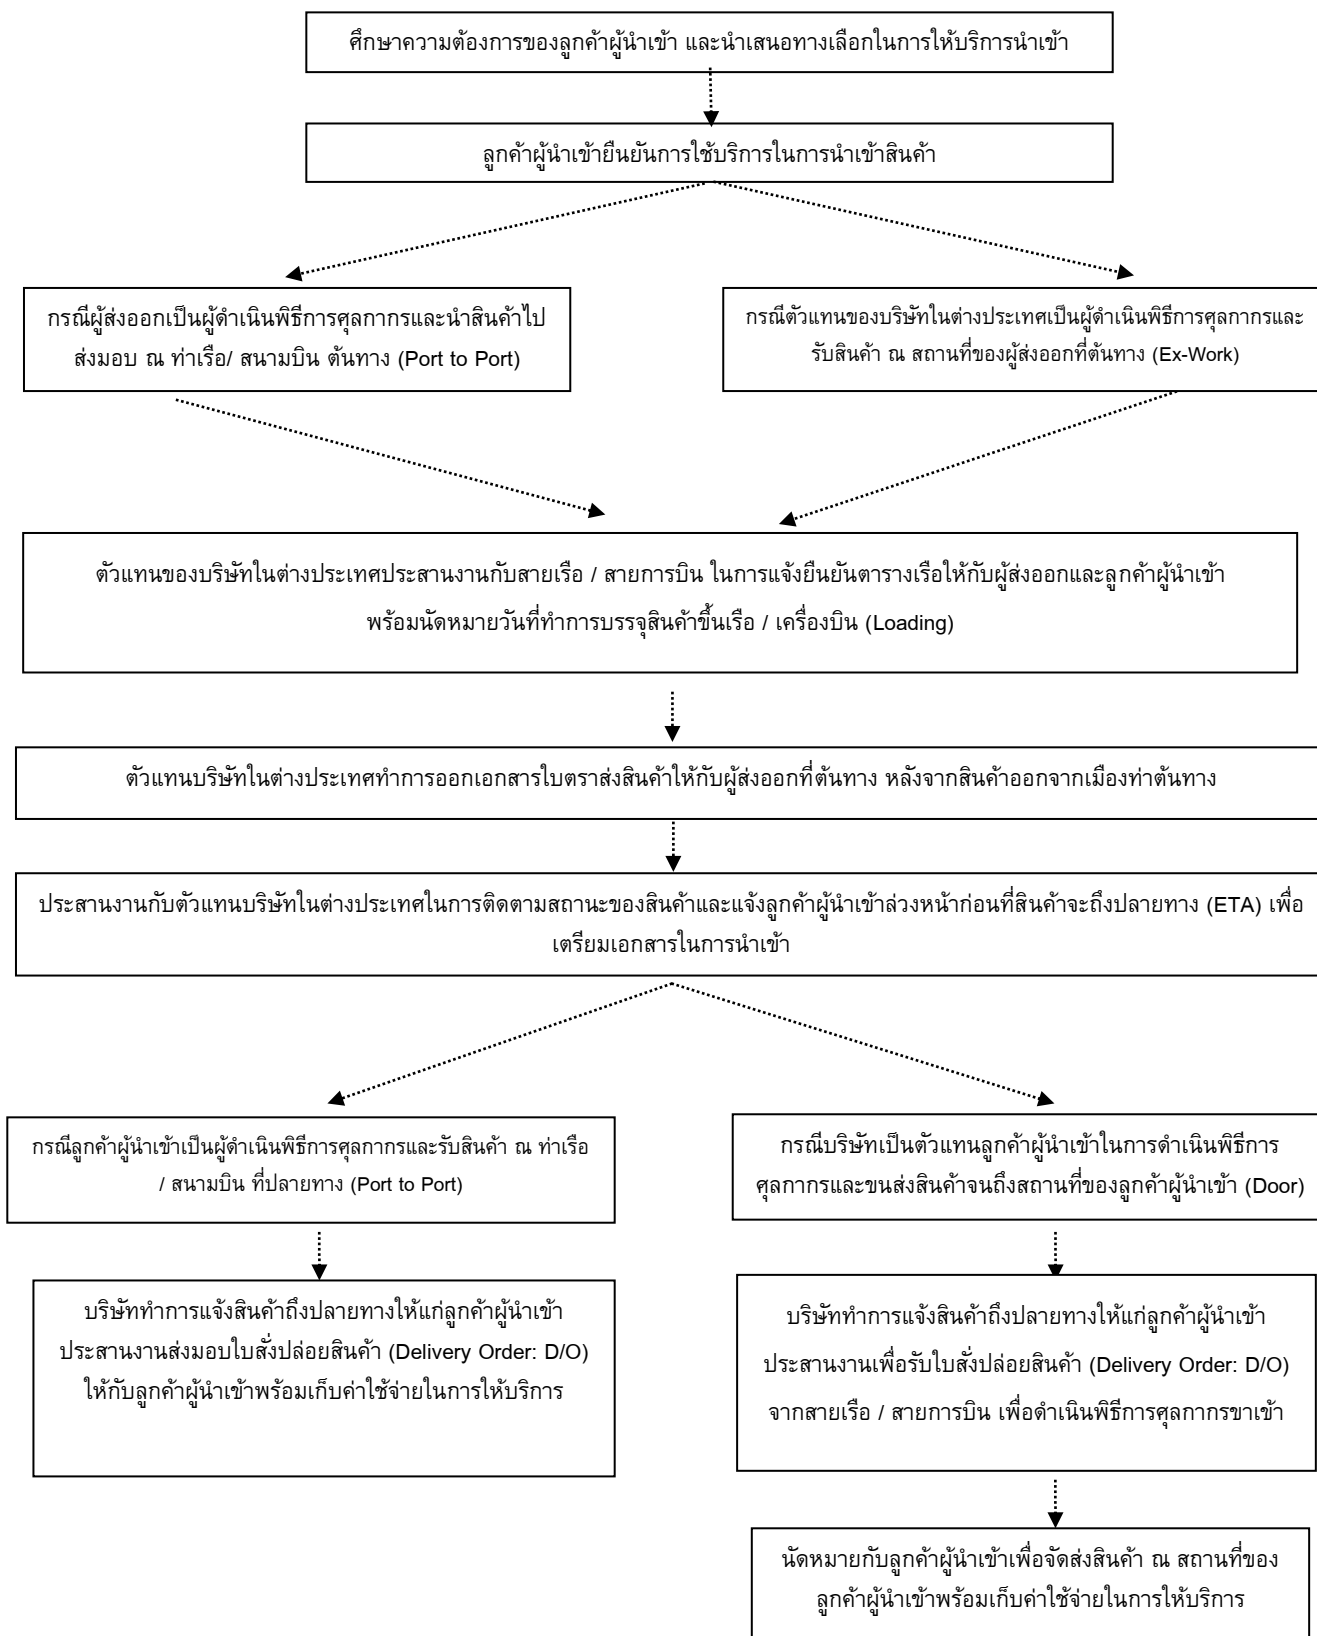 ศึกษาความต้องการของลูกค้าผู้นำเข้า และนำเสนอทางเลือกในการให้บริการนำเข้า
ลูกค้าผู้นำเข้ายืนยันการใช้บริการในการนำเข้าสินค้า
กรณีผู้ส่งออกเป็นผู้ดำเนินพิธีการศุลกากรและนำสินค้าไป
ส่งมอบ ณ ท่าเรือ/ สนามบิน ต้นทาง (Port to Port)
กรณีตัวแทนของบริษัทในต่างประเทศเป็นผู้ดำเนินพิธีการศุลกากรและ
รับสินค้า ณ สถานที่ของผู้ส่งออกที่ต้นทาง (Ex-Work)
ตัวแทนของบริษัทในต่างประเทศประสานงานกับสายเรือ / สายการบิน ในการแจ้งยืนยันตารางเรือให้กับผู้ส่งออกและลูกค้าผู้นำเข้า
พร้อมนัดหมายวันที่ทำการบรรจุสินค้าขึ้นเรือ / เครื่องบิน (Loading)
ตัวแทนบริษัทในต่างประเทศทำการออกเอกสารใบตราส่งสินค้าให้กับผู้ส่งออกที่ต้นทาง หลังจากสินค้าออกจากเมืองท่าต้นทาง
ประสานงานกับตัวแทนบริษัทในต่างประเทศในการติดตามสถานะของสินค้าและแจ้งลูกค้าผู้นำเข้าล่วงหน้าก่อนที่สินค้าจะถึงปลายทาง (ETA) เพื่อ
เตรียมเอกสารในการนำเข้า
กรณีลูกค้าผู้นำเข้าเป็นผู้ดำเนินพิธีการศุลกากรและรับสินค้า ณ ท่าเรือ
/ สนามบิน ที่ปลายทาง (Port to Port)
กรณีบริษัทเป็นตัวแทนลูกค้าผู้นำเข้าในการดำเนินพิธีการ
ศุลกากรและขนส่งสินค้าจนถึงสถานที่ของลูกค้าผู้นำเข้า (Door)
บริษัททำการแจ้งสินค้าถึงปลายทางให้แก่ลูกค้าผู้นำเข้า
ประสานงานส่งมอบใบสั่งปล่อยสินค้า (Delivery Order: D/O)
ให้กับลูกค้าผู้นำเข้าพร้อมเก็บค่าใช้จ่ายในการให้บริการ
บริษัททำการแจ้งสินค้าถึงปลายทางให้แก่ลูกค้าผู้นำเข้า
ประสานงานเพื่อรับใบสั่งปล่อยสินค้า (Delivery Order: D/O)
จากสายเรือ / สายการบิน เพื่อดำเนินพิธีการศุลกากรขาเข้า
นัดหมายกับลูกค้าผู้นำเข้าเพื่อจัดส่งสินค้า ณ สถานที่ของ
ลูกค้าผู้นำเข้าพร้อมเก็บค่าใช้จ่ายในการให้บริการ